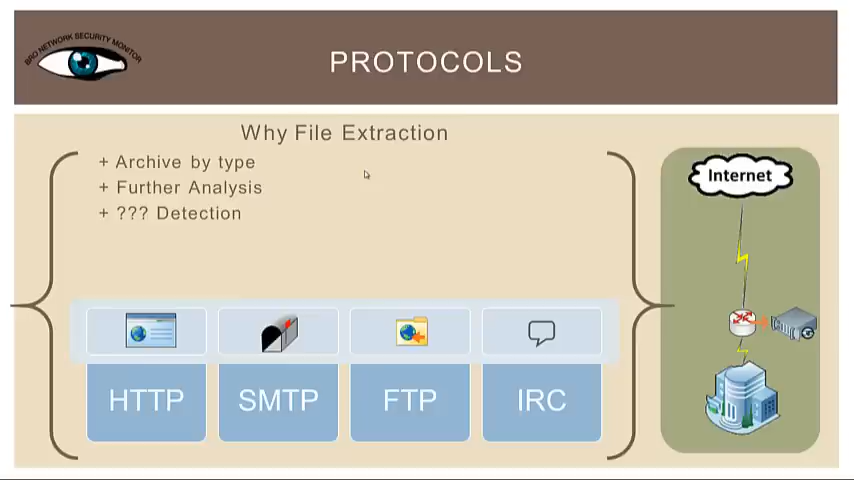 BRO NETWORK SECURITY MONITOR
PROTOCOLS
Why File Extraction
+ Archive by type
+ Further Analysis
+ ??? Detection
Internet
HTTP
SMTP
FTP
IRC